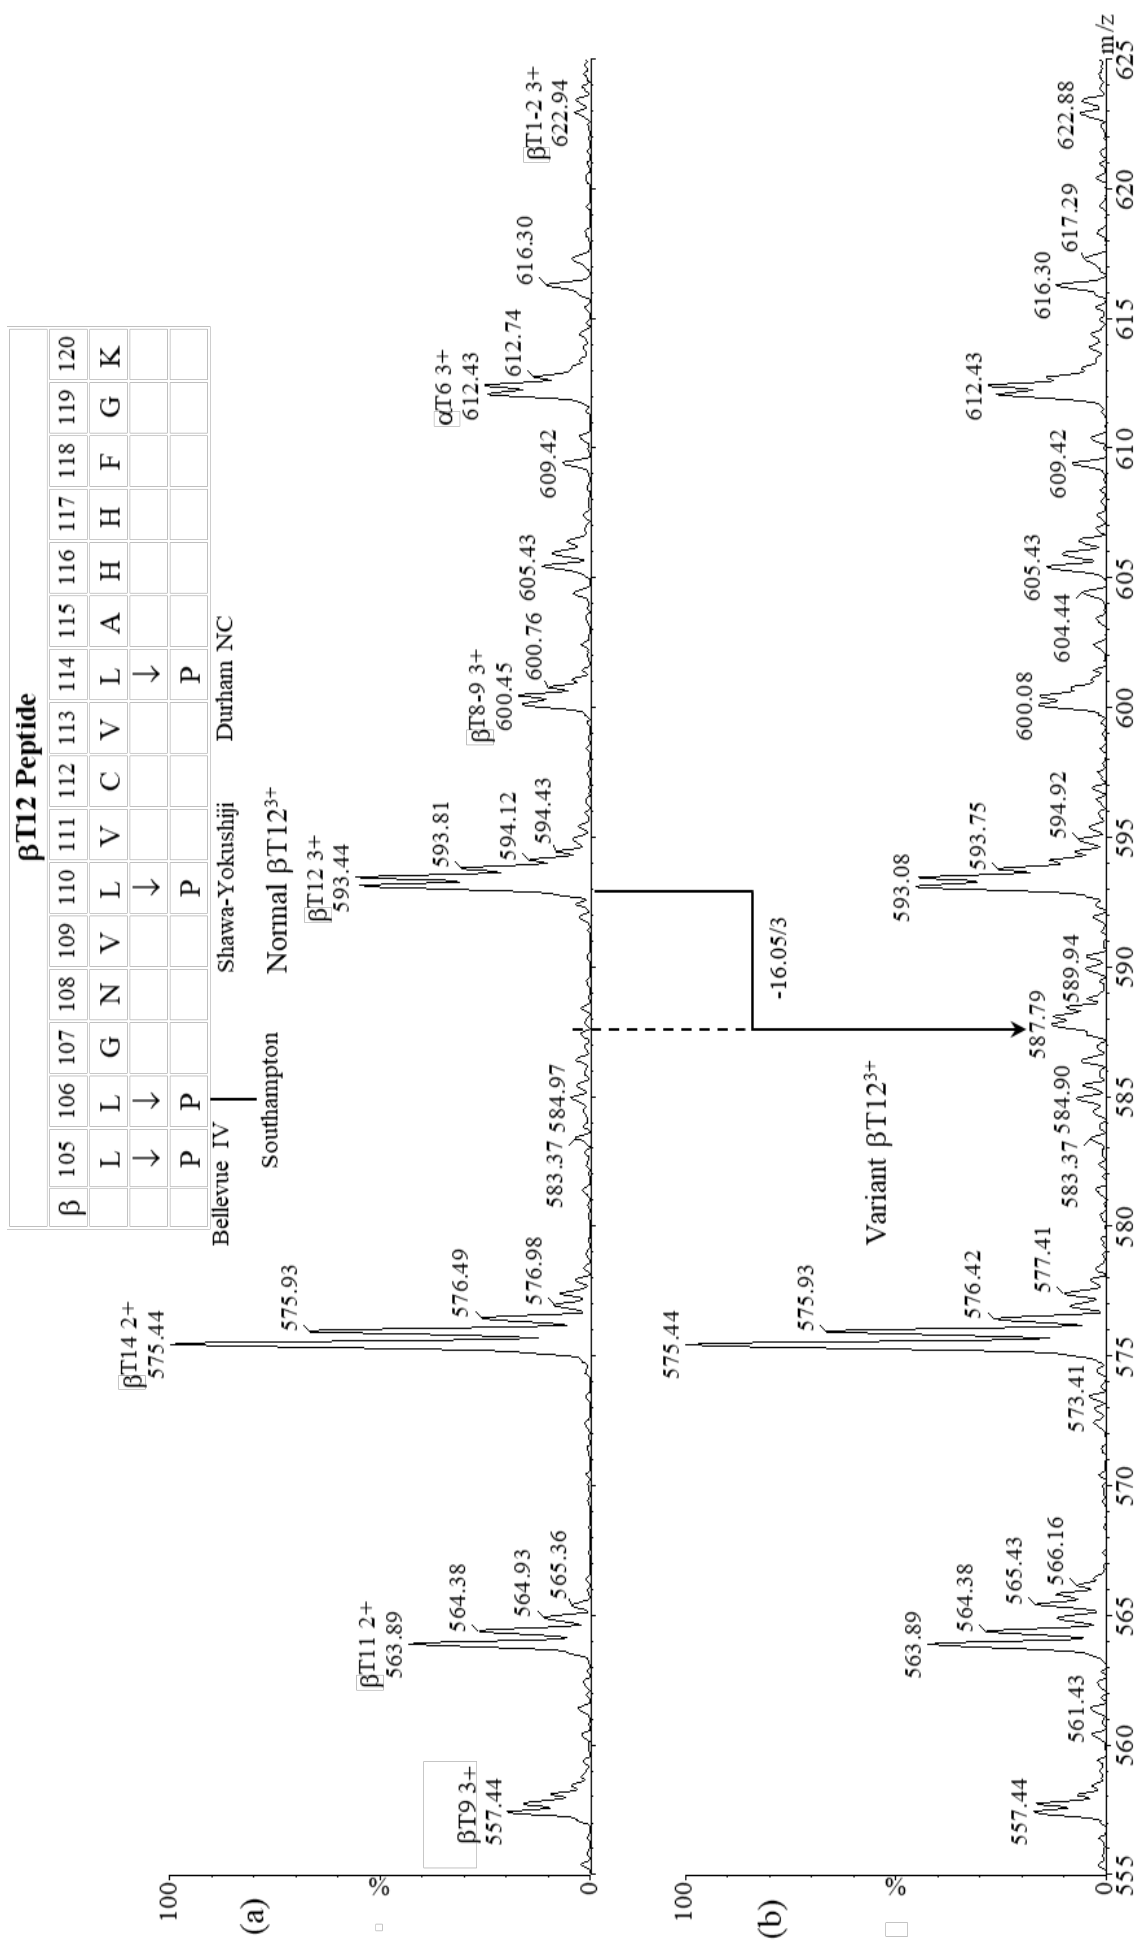 βT12 Peptide
β 105 106 107 108 109 110 111 112 113 114 115 116 117 118 119 120
L L G N V L V C V L A H H F G K
↓ ↓ ↓ ↓
P P P P
Bellevue IV Shawa-Yokushiji Durham NC
Southampton
Normal βT12³⁺
(a)
100
%
0
βT9 3+
557.44
βT11 2+
563.89
564.38
564.93
565.36
βT14 2+
575.44
575.93
576.49
576.98
583.37
584.97
βT12 3+
593.44
593.81
594.12
594.43
βT8-9 3+
600.45
600.76
605.43
609.42
αT6 3+
612.43
612.74
616.30
βT1-2 3+
622.94
-16.05/3
Variant βT12³⁺
(b)
100
%
0
557.44
561.43
563.89
564.38
565.43
566.16
573.41
575.44
575.93
576.42
577.41
583.37
584.90
587.79
589.94
593.08
593.75
594.92
600.08
604.44
605.43
609.42
612.43
616.30
617.29
622.88
m/z
555 560 565 570 575 580 585 590 595 600 605 610 615 620 625